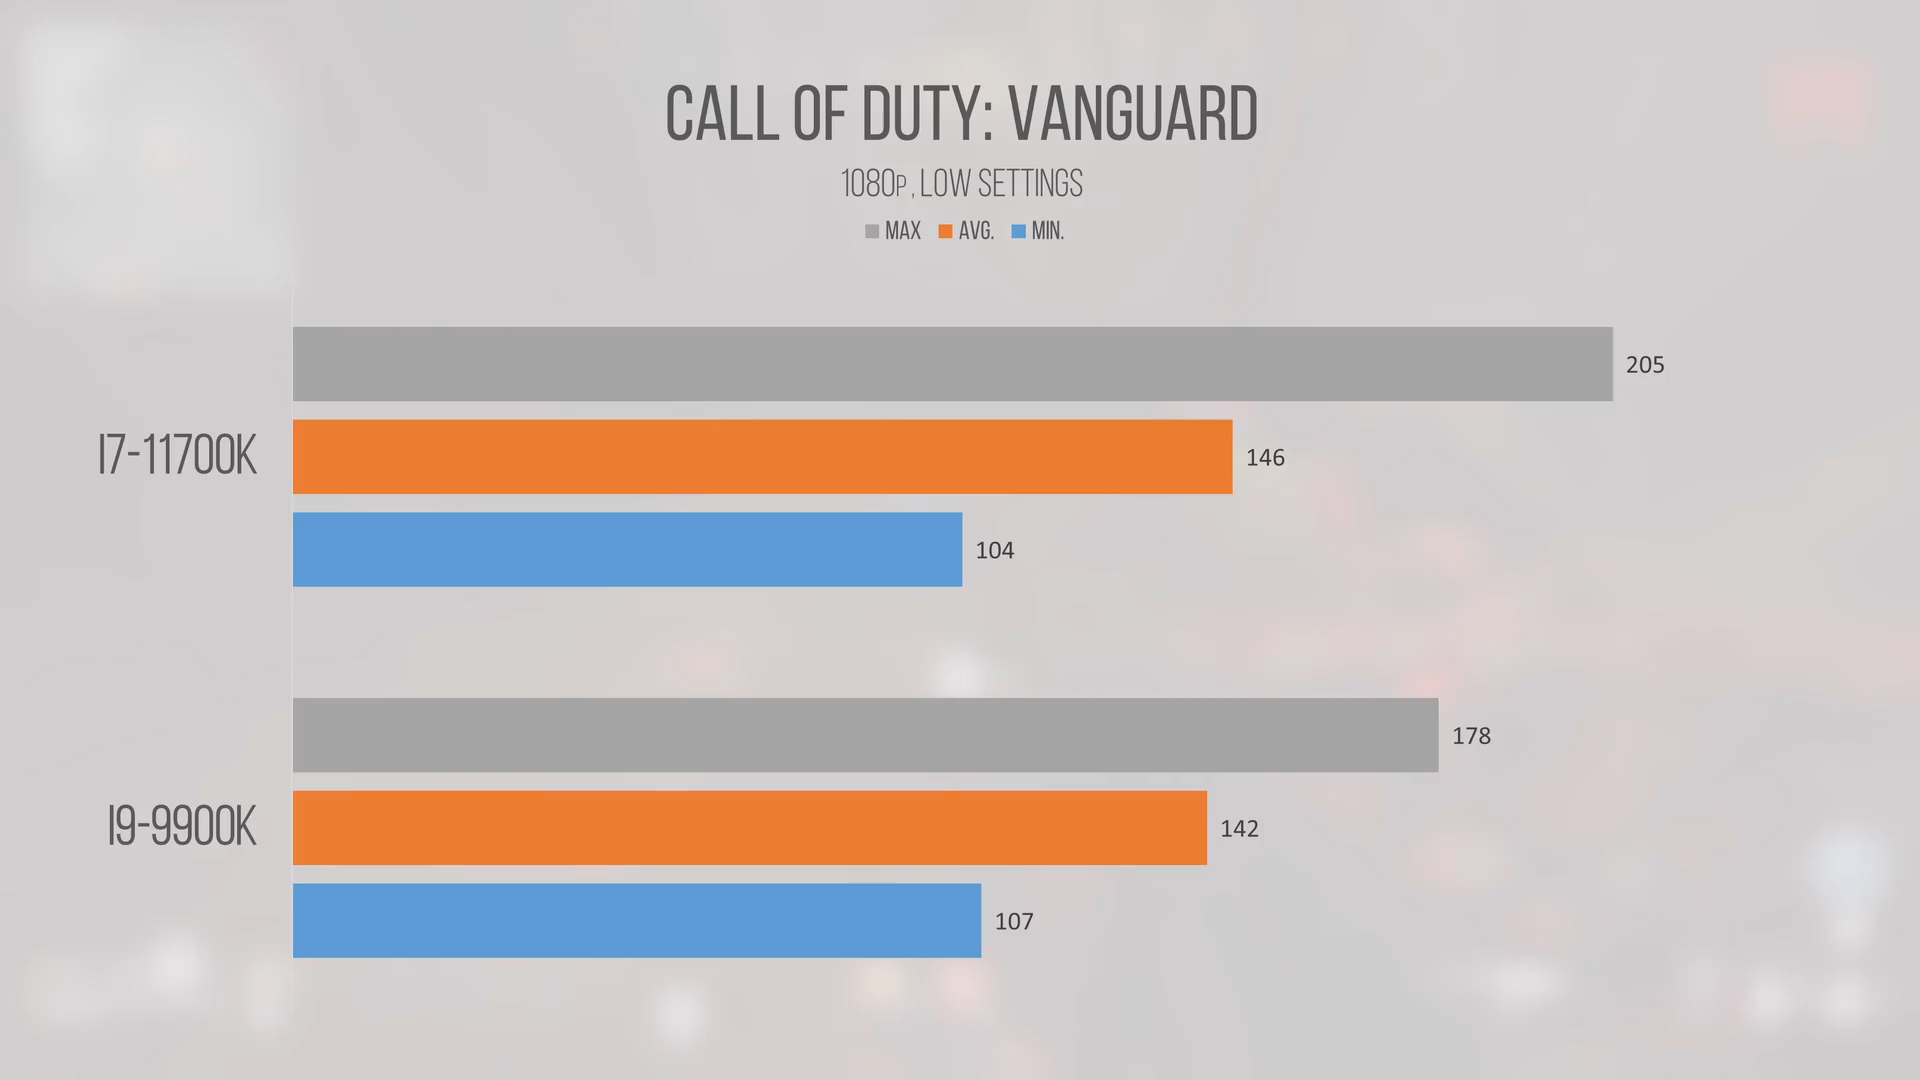 CALL OF DUTY: VANGUARD
1080P, LOW SETTINGS
MAX AVG. MIN.
205
I7-11700K
146
104
178
I9-9900K
142
107